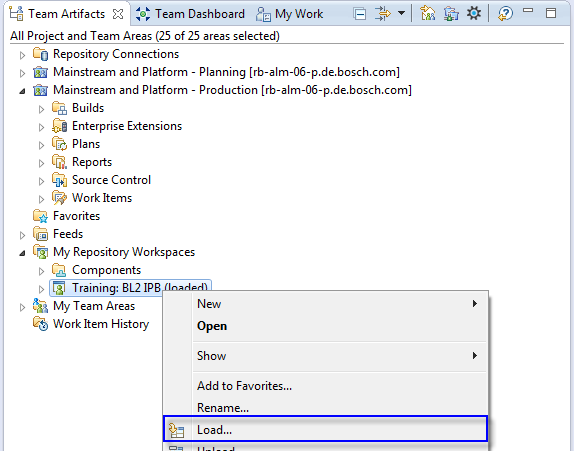 Team Artifacts Team Dashboard My Work
All Project and Team Areas (25 of 25 areas selected)
Repository Connections
Mainstream and Platform - Planning [rb-alm-06-p.de.bosch.com]
Mainstream and Platform - Production [rb-alm-06-p.de.bosch.com]
Builds
Enterprise Extensions
Plans
Reports
Source Control
Work Items
Favorites
Feeds
My Repository Workspaces
Components
Training: BL2 IPB (loaded)
My Team Areas
Work Item History
New
Open
Show
Add to Favorites...
Rename...
Load...
Unload